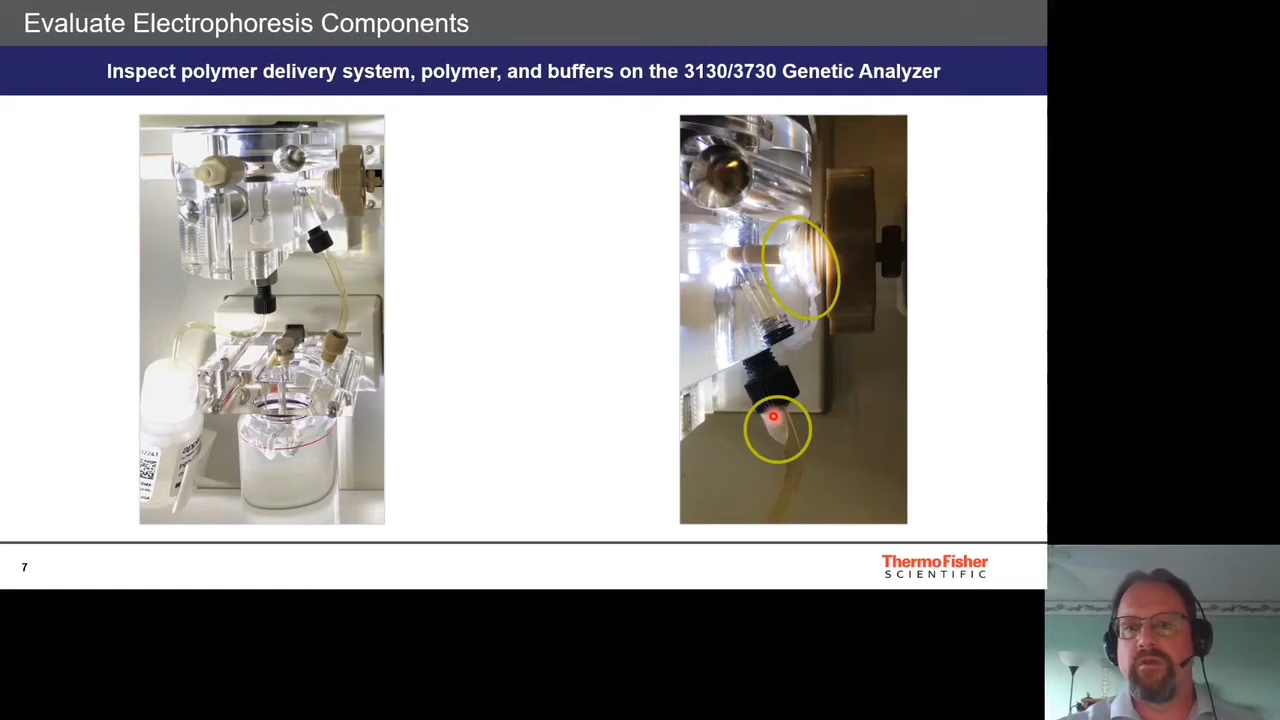 Evaluate Electrophoresis Components
Inspect polymer delivery system, polymer, and buffers on the 3130/3730 Genetic Analyzer
7
ThermoFisher
SCIENTIFIC